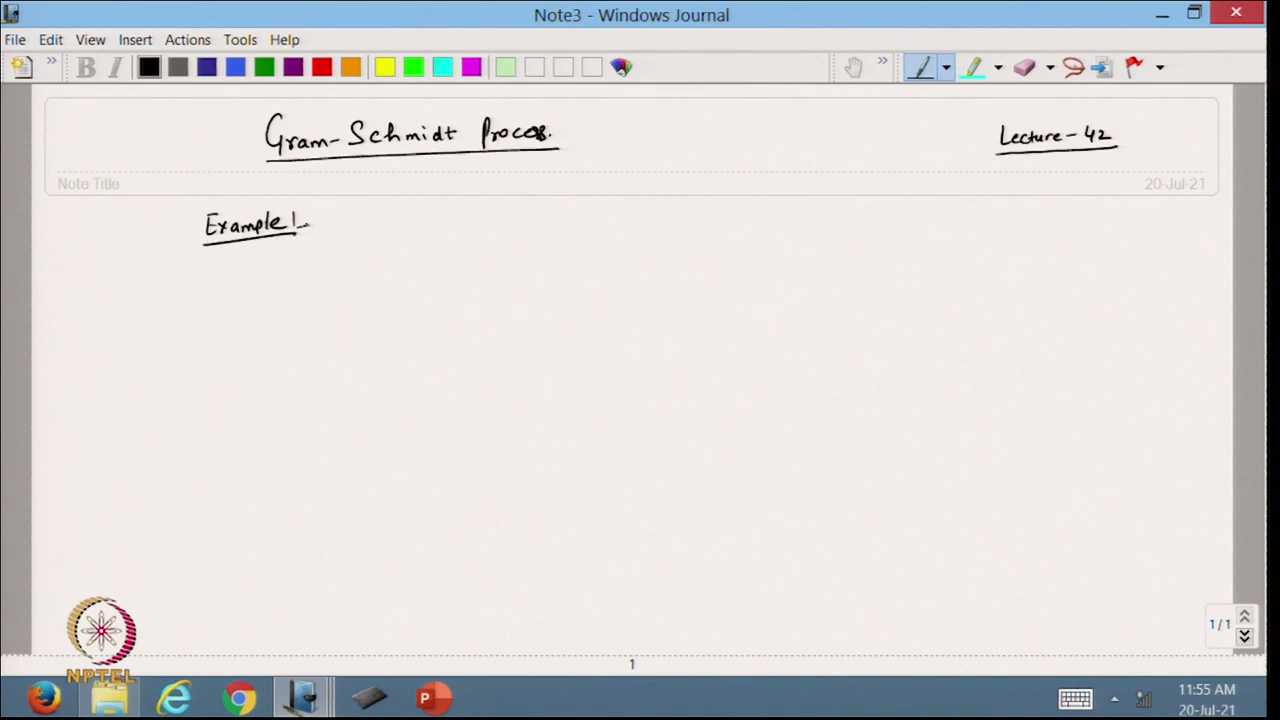 Note3 - Windows Journal
File Edit View Insert Actions Tools Help
Gram-Schmidt Process.
Lecture-42
Note Title
20-Jul-21
Example 1-
1 / 1
NPTEL
1
11:55 AM
20-Jul-21